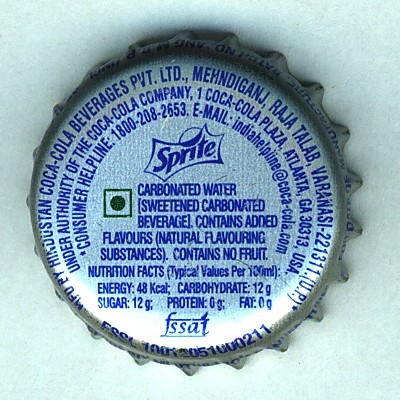 MFD BY HINDUSTAN COCA-COLA BEVERAGES PVT. LTD., MEHNDIGANJ, RAJA TALAB, VARANASI-221311, (U.P.)
UNDER AUTHORITY OF THE COCA-COLA COMPANY, 1 COCA-COLA PLAZA, ATLANTA, GA 30313, USA.
*CONSUMER HELPLINE: 1800-208-2653. E-MAIL: indiahelpline@coca-cola.com
Sprite
CARBONATED WATER
[SWEETENED CARBONATED
BEVERAGE]. CONTAINS ADDED
FLAVOURS (NATURAL FLAVOURING
SUBSTANCES). CONTAINS NO FRUIT.
NUTRITION FACTS (Typical Values Per 100ml):
ENERGY: 48 Kcal; CARBOHYDRATE: 12 g
SUGAR: 12 g; PROTEIN: 0 g; FAT: 0 g
fssai